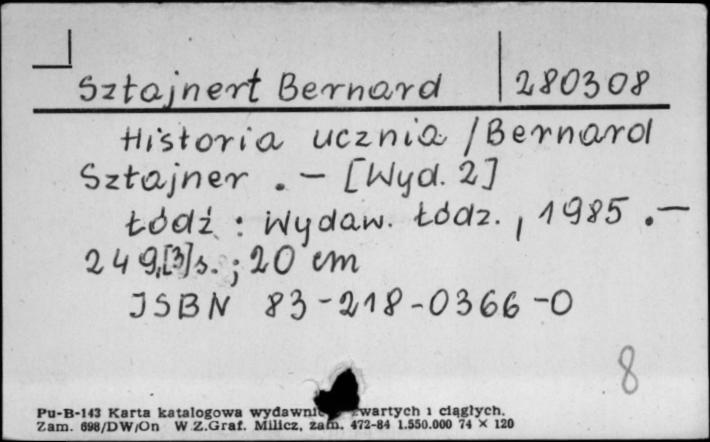 Sztajnert Bernard 280308
Historia ucznia / Bernard
Sztajner . — [Wyd. 2]
Łódź : Wydaw. Łódz. , 1985 . —
249,[3]s. ; 20 cm
ISBN 83-218-0366-0
8
Pu-B-143 Karta katalogowa zwartych i ciągłych.
Zam. 698/DW/On W.Z.Graf. Milicz, zam. 472-84 1.550.000 74 × 120